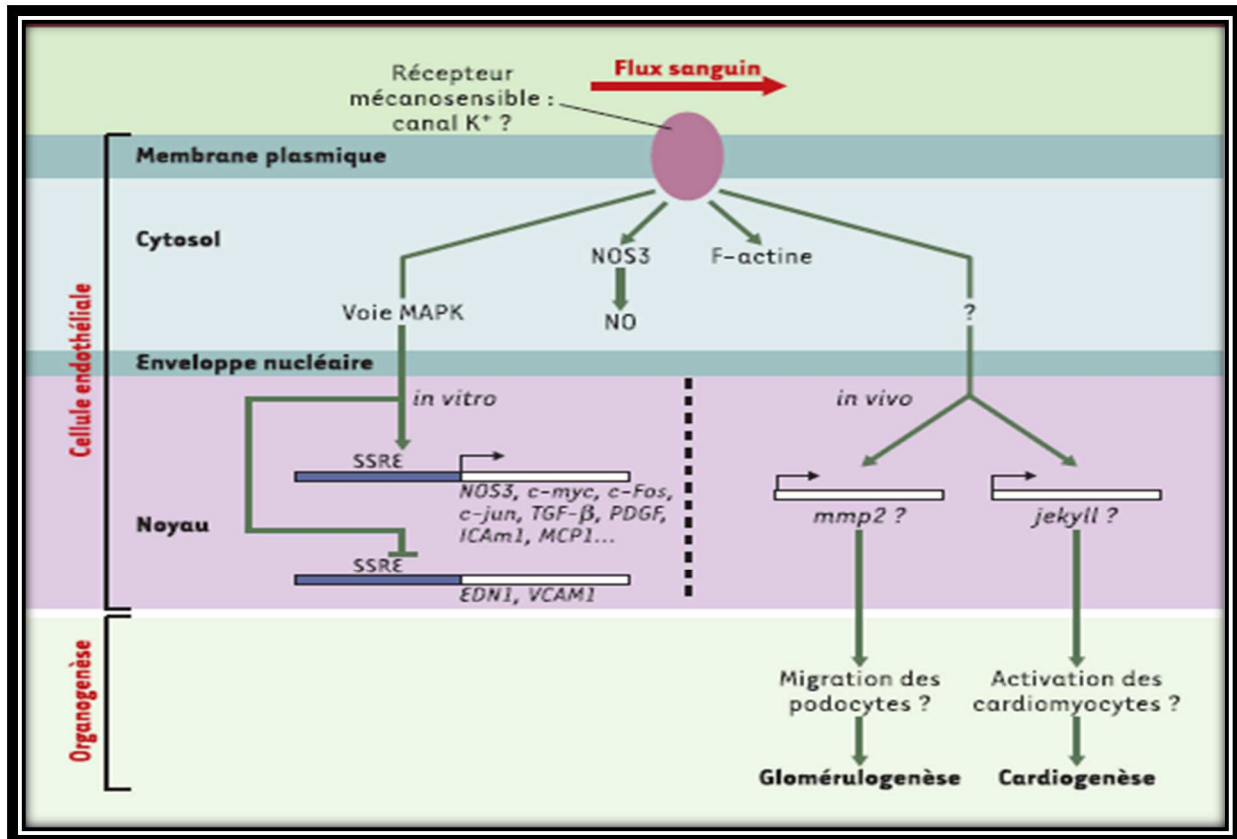 Flux sanguin
Récepteur
mécanosensible :
canal K⁺ ?
Membrane plasmique
Cytosol
NOS3
F-actine
Voie MAPK
NO
?
Enveloppe nucléaire
in vitro
in vivo
SSRE
NOS3, c-myc, c-Fos,
c-jun, TGF-β, PDGF,
ICAm1, MCP1...
mmp2 ?
jekyll ?
Noyau
SSRE
EDN1, VCAM1
Cellule endothéliale
Organogenèse
Migration des
podocytes ?
Activation des
cardiomyocytes ?
Glomérulogenèse
Cardiogenèse